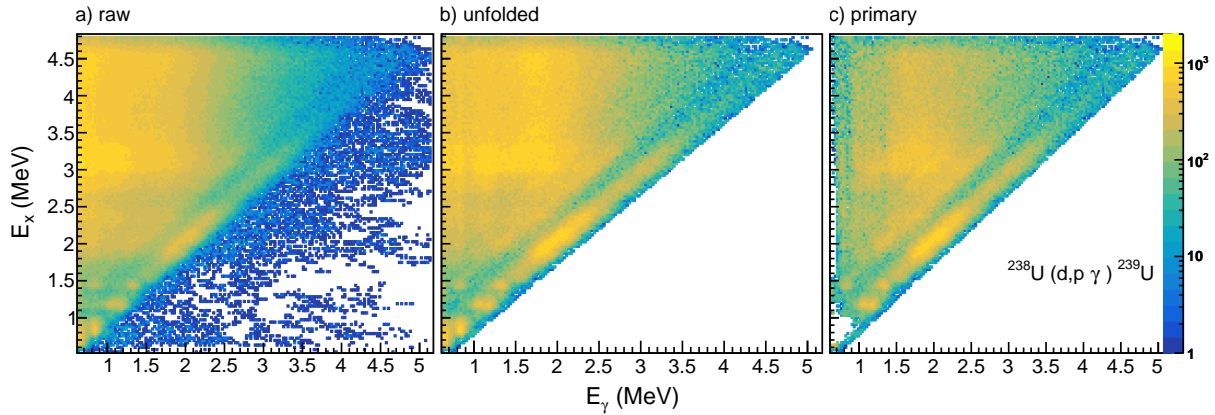 a) raw
b) unfolded
c) primary
E_x (MeV)
4.5
4
3.5
3
2.5
2
1.5
1
1 1.5 2 2.5 3 3.5 4 4.5 5
1 1.5 2 2.5 3 3.5 4 4.5 5
1 1.5 2 2.5 3 3.5 4 4.5 5
²³⁸U (d,p γ) ²³⁹U
10³
10²
10
1
E_γ (MeV)